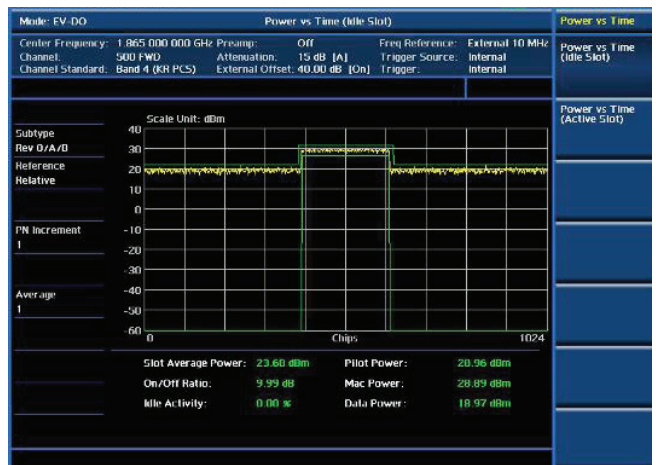 Mode: EV-DO
Power vs Time (Idle Slot)
Power vs Time
Center Frequency: 1.865 000 000 GHz Preamp: Off Freq Reference: External 10 MHz
Channel: 500 FWD Attenuation: 15 dB [A] Trigger Source: Internal
Channel Standard: Band 4 (KR PCS) External Offset: 40.00 dB [On] Trigger: Internal
Power vs Time
(Idle Slot)
Power vs Time
(Active Slot)
Scale Unit: dBm
Subtype
Rev 0/A/B
Reference
Relative
PN Increment
1
Average
1
40
30
20
10
0
-10
-20
-30
-40
-50
-60
0 Chips 1024
Slot Average Power: 23.60 dBm Pilot Power: 28.96 dBm
On/Off Ratio: 9.99 dB Mac Power: 28.89 dBm
Idle Activity: 0.00 % Data Power: 18.97 dBm